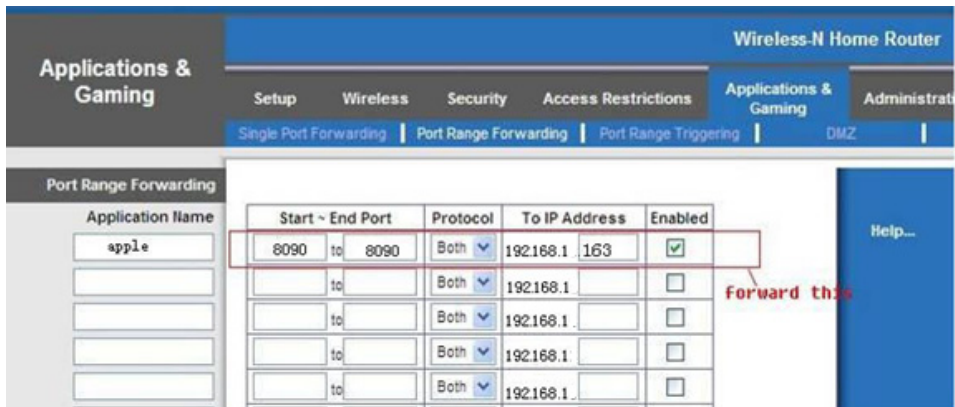 Wireless-N Home Router
Applications &
Gaming
Setup Wireless Security Access Restrictions Applications & Gaming
Single Port Forwarding Port Range Forwarding Port Range Triggering DMZ
Port Range Forwarding
Application Name Start ~ End Port Protocol To IP Address Enabled
Help...
apple 8090 to 8090 Both 192.168.1. 163
to Both 192.168.1.
forward this
to Both 192.168.1.
to Both 192.168.1.
to Both 192.168.1.